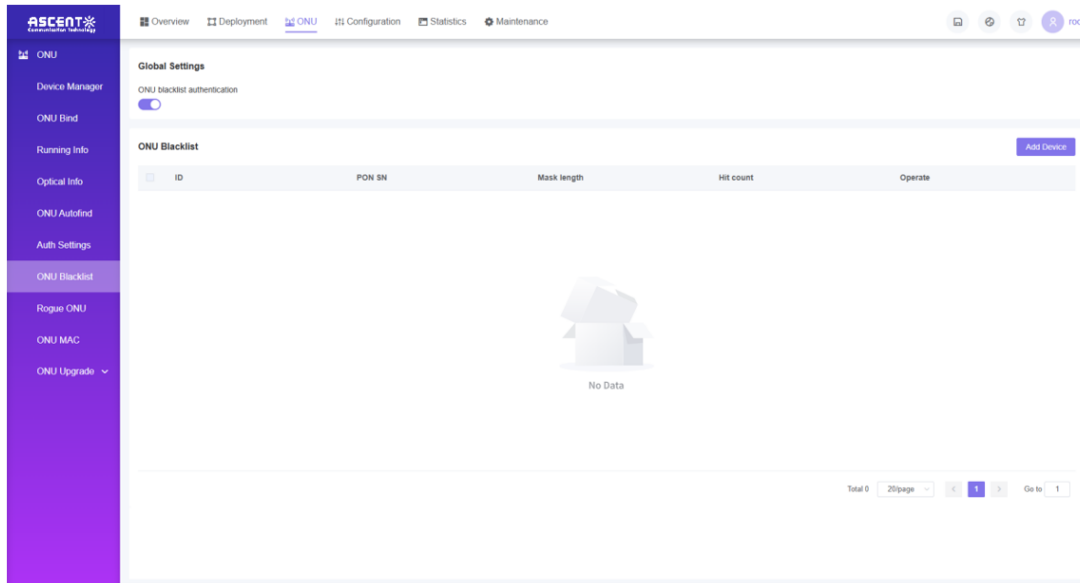 ASCENT
Communication Technology
Overview Deployment ONU Configuration Statistics Maintenance
ONU
Device Manager
ONU Bind
Running Info
Optical Info
ONU Autofind
Auth Settings
ONU Blacklist
Rogue ONU
ONU MAC
ONU Upgrade
Global Settings
ONU blacklist authentication
ONU Blacklist
Add Device
ID PON SN Mask length Hit count Operate
No Data
Total 0 20/page 1 Go to 1